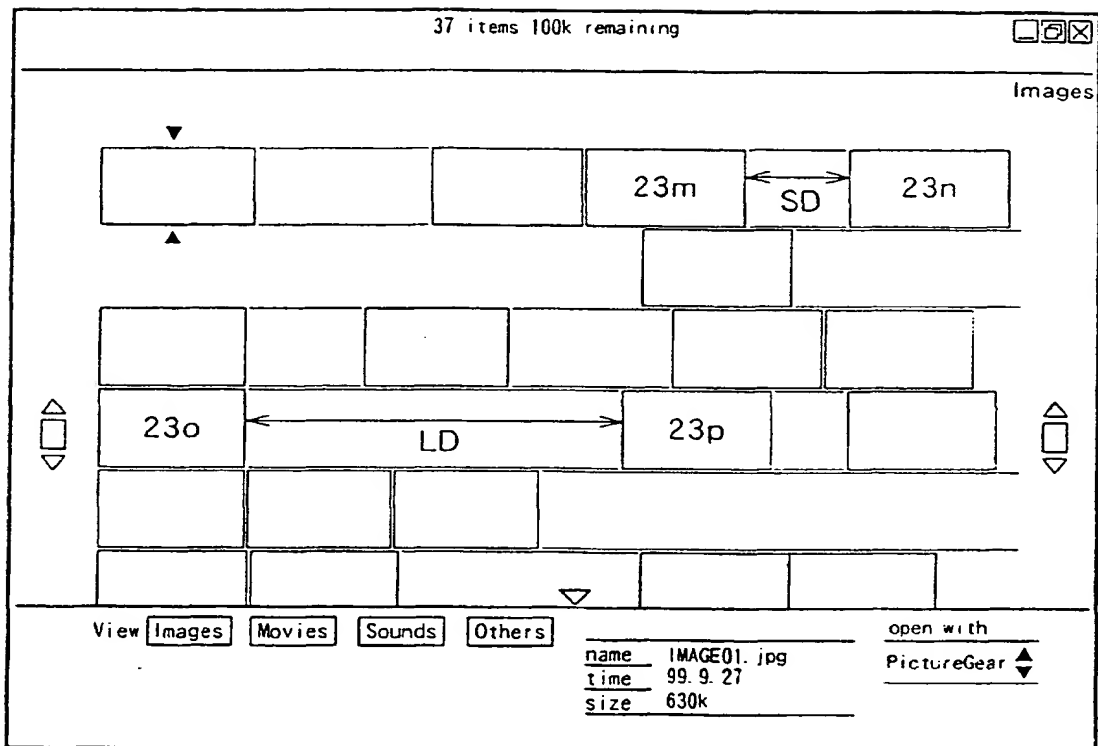 37 items 100k remaining
Images
23m
SD
23n
23o
LD
23p
View Images Movies Sounds Others
name IMAGE01.jpg
time 99.9.27
size 630k
open with
PictureGear